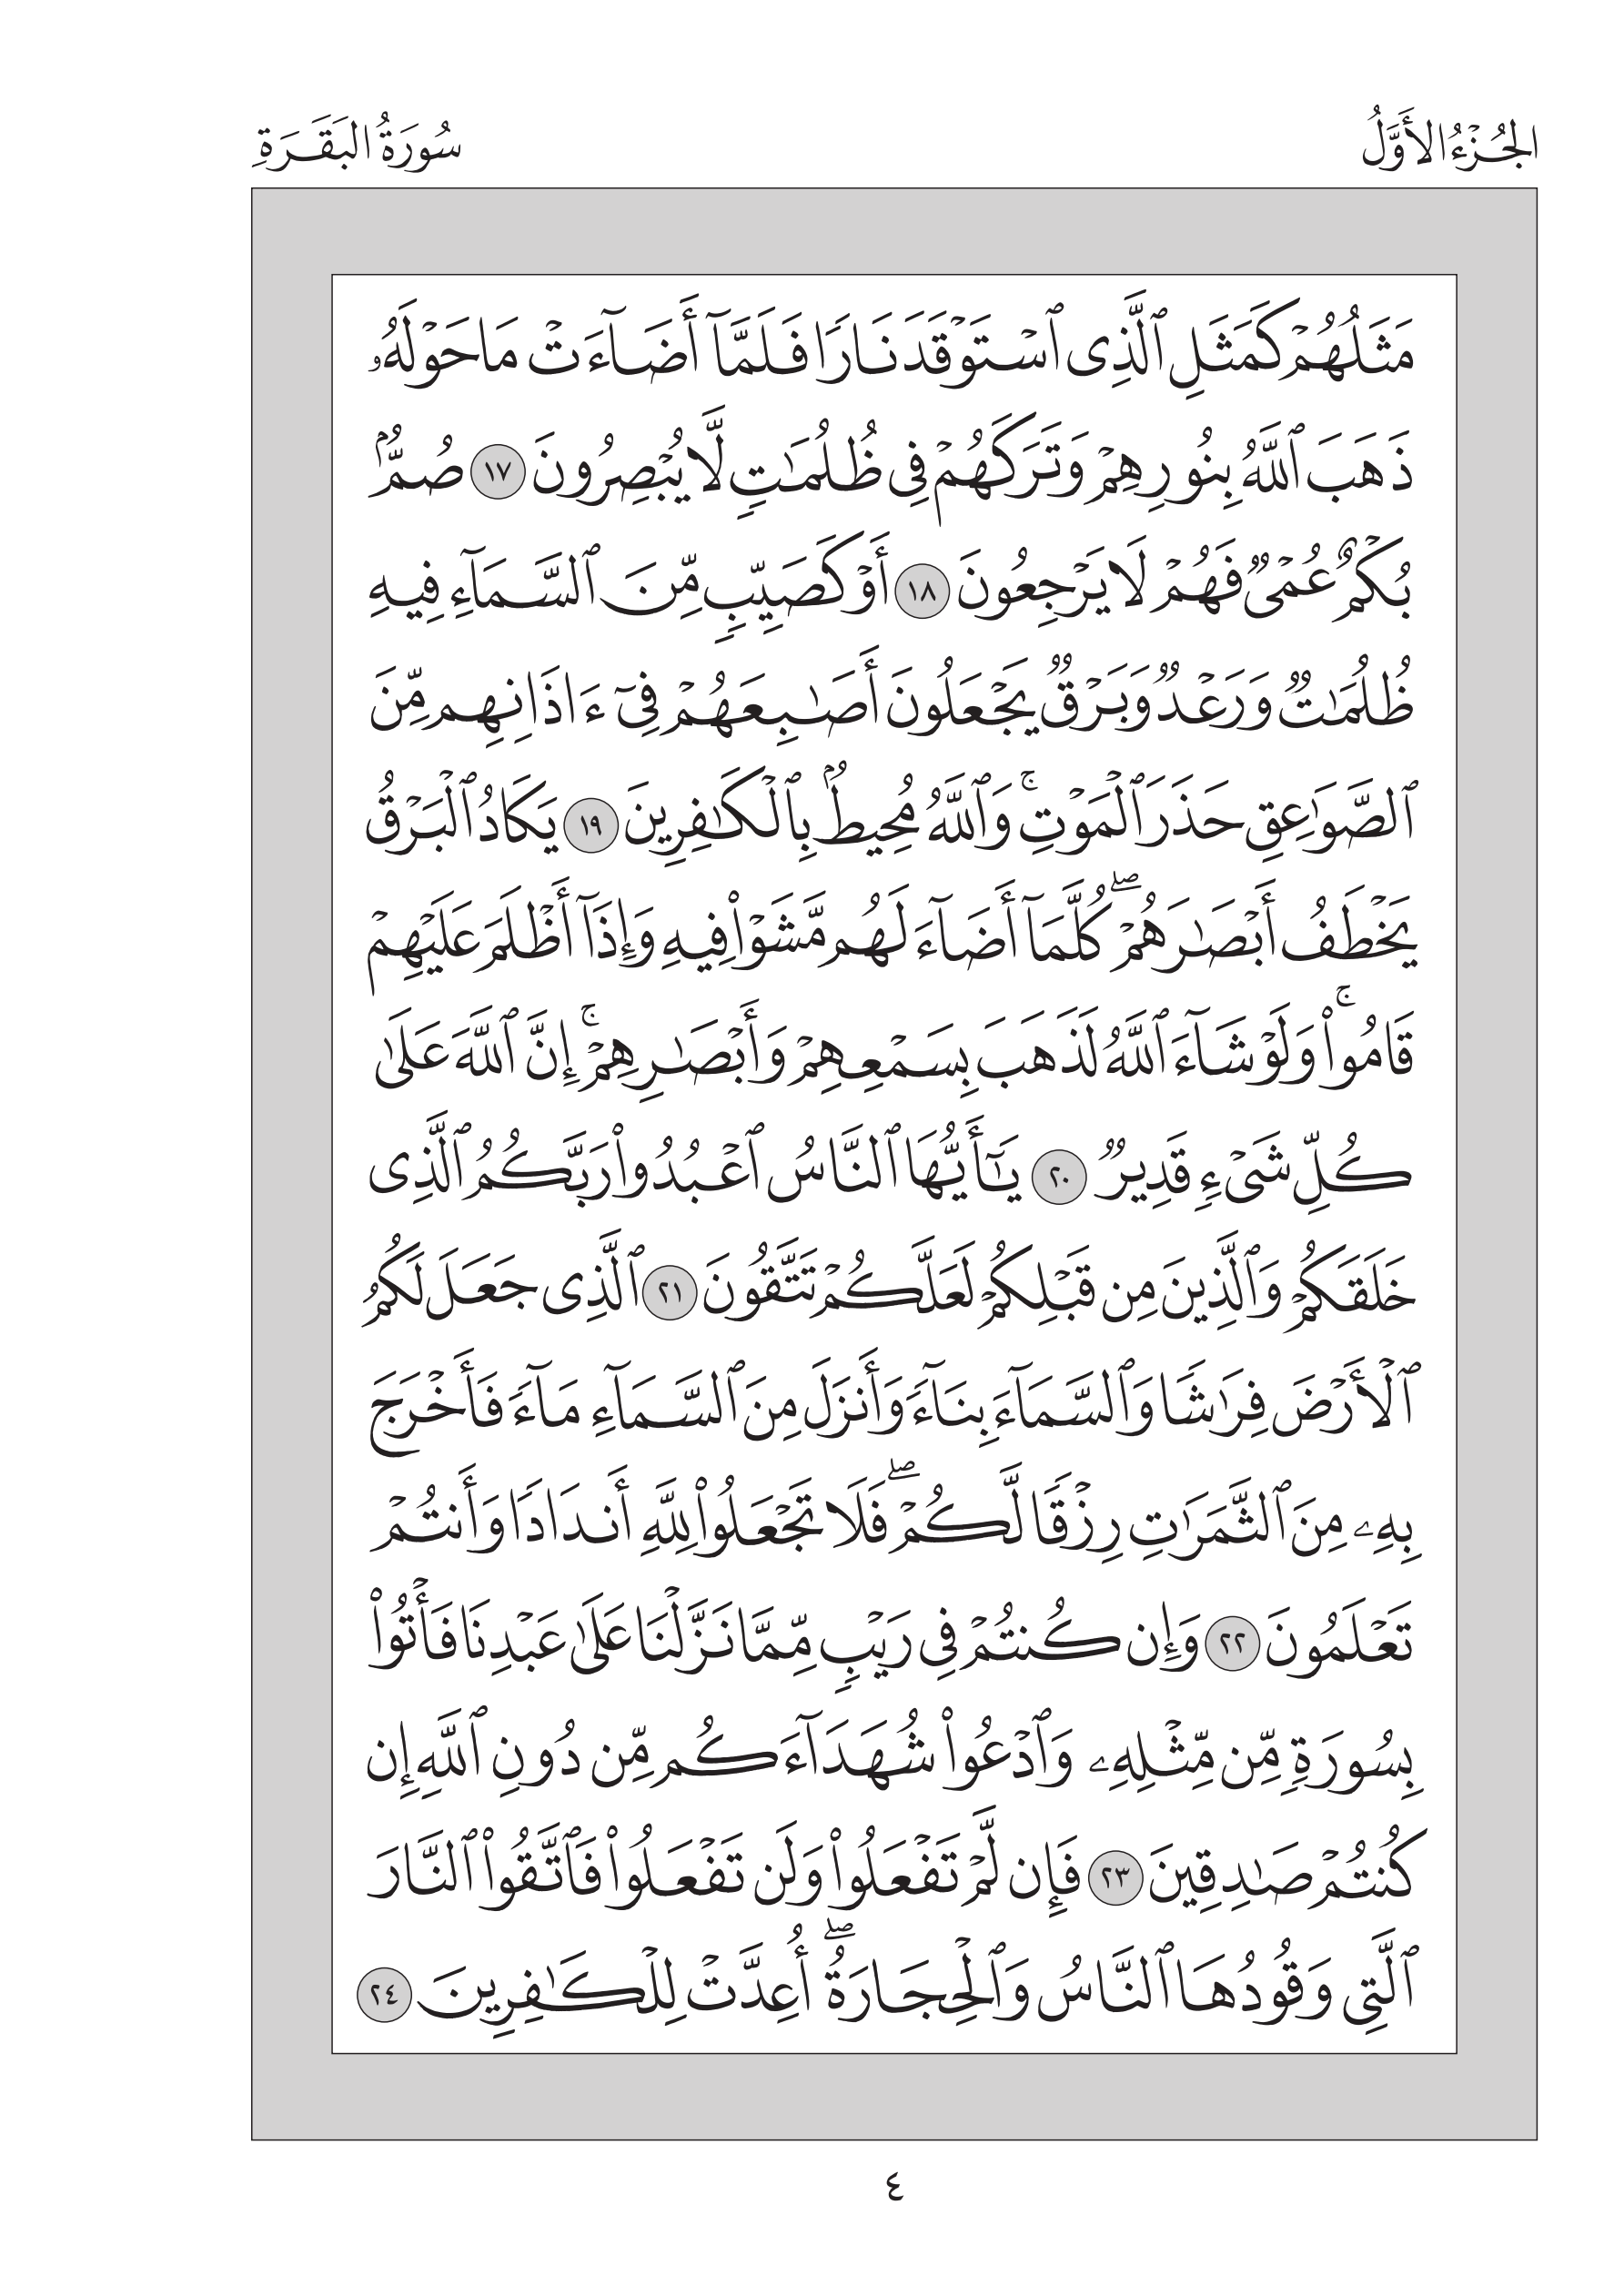 الجُزْءُ الأَوَّلُ
سُورَةُ البَقَرَةِ
مَثَلُهُمْ كَمَثَلِ ٱلَّذِى ٱسْتَوْقَدَ نَارًا فَلَمَّآ أَضَآءَتْ مَا حَوْلَهُۥ
ذَهَبَ ٱللَّهُ بِنُورِهِمْ وَتَرَكَهُمْ فِى ظُلُمَٰتٍ لَّا يُبْصِرُونَ ١٧ صُمٌّۢ
بُكْمٌ عُمْىٌ فَهُمْ لَا يَرْجِعُونَ ١٨ أَوْ كَصَيِّبٍ مِّنَ ٱلسَّمَآءِ فِيهِ
ظُلُمَٰتٌ وَرَعْدٌ وَبَرْقٌ يَجْعَلُونَ أَصَٰبِعَهُمْ فِىٓ ءَاذَانِهِم مِّنَ
ٱلصَّوَٰعِقِ حَذَرَ ٱلْمَوْتِ ۚ وَٱللَّهُ مُحِيطٌۢ بِٱلْكَٰفِرِينَ ١٩ يَكَادُ ٱلْبَرْقُ
يَخْطَفُ أَبْصَٰرَهُمْ ۖ كُلَّمَآ أَضَآءَ لَهُم مَّشَوْا۟ فِيهِ وَإِذَآ أَظْلَمَ عَلَيْهِمْ
قَامُوا۟ ۚ وَلَوْ شَآءَ ٱللَّهُ لَذَهَبَ بِسَمْعِهِمْ وَأَبْصَٰرِهِمْ ۚ إِنَّ ٱللَّهَ عَلَىٰ
كُلِّ شَىْءٍ قَدِيرٌ ٢٠ يَٰٓأَيُّهَا ٱلنَّاسُ ٱعْبُدُوا۟ رَبَّكُمُ ٱلَّذِى
خَلَقَكُمْ وَٱلَّذِينَ مِن قَبْلِكُمْ لَعَلَّكُمْ تَتَّقُونَ ٢١ ٱلَّذِى جَعَلَ لَكُمُ
ٱلْأَرْضَ فِرَٰشًا وَٱلسَّمَآءَ بِنَآءً وَأَنزَلَ مِنَ ٱلسَّمَآءِ مَآءً فَأَخْرَجَ
بِهِۦ مِنَ ٱلثَّمَرَٰتِ رِزْقًا لَّكُمْ ۖ فَلَا تَجْعَلُوا۟ لِلَّهِ أَندَادًا وَأَنتُمْ
تَعْلَمُونَ ٢٢ وَإِن كُنتُمْ فِى رَيْبٍ مِّمَّا نَزَّلْنَا عَلَىٰ عَبْدِنَا فَأْتُوا۟
بِسُورَةٍ مِّن مِّثْلِهِۦ وَٱدْعُوا۟ شُهَدَآءَكُم مِّن دُونِ ٱللَّهِ إِن
كُنتُمْ صَٰدِقِينَ ٢٣ فَإِن لَّمْ تَفْعَلُوا۟ وَلَن تَفْعَلُوا۟ فَٱتَّقُوا۟ ٱلنَّارَ
ٱلَّتِى وَقُودُهَا ٱلنَّاسُ وَٱلْحِجَارَةُ ۖ أُعِدَّتْ لِلْكَٰفِرِينَ ٢٤
٤